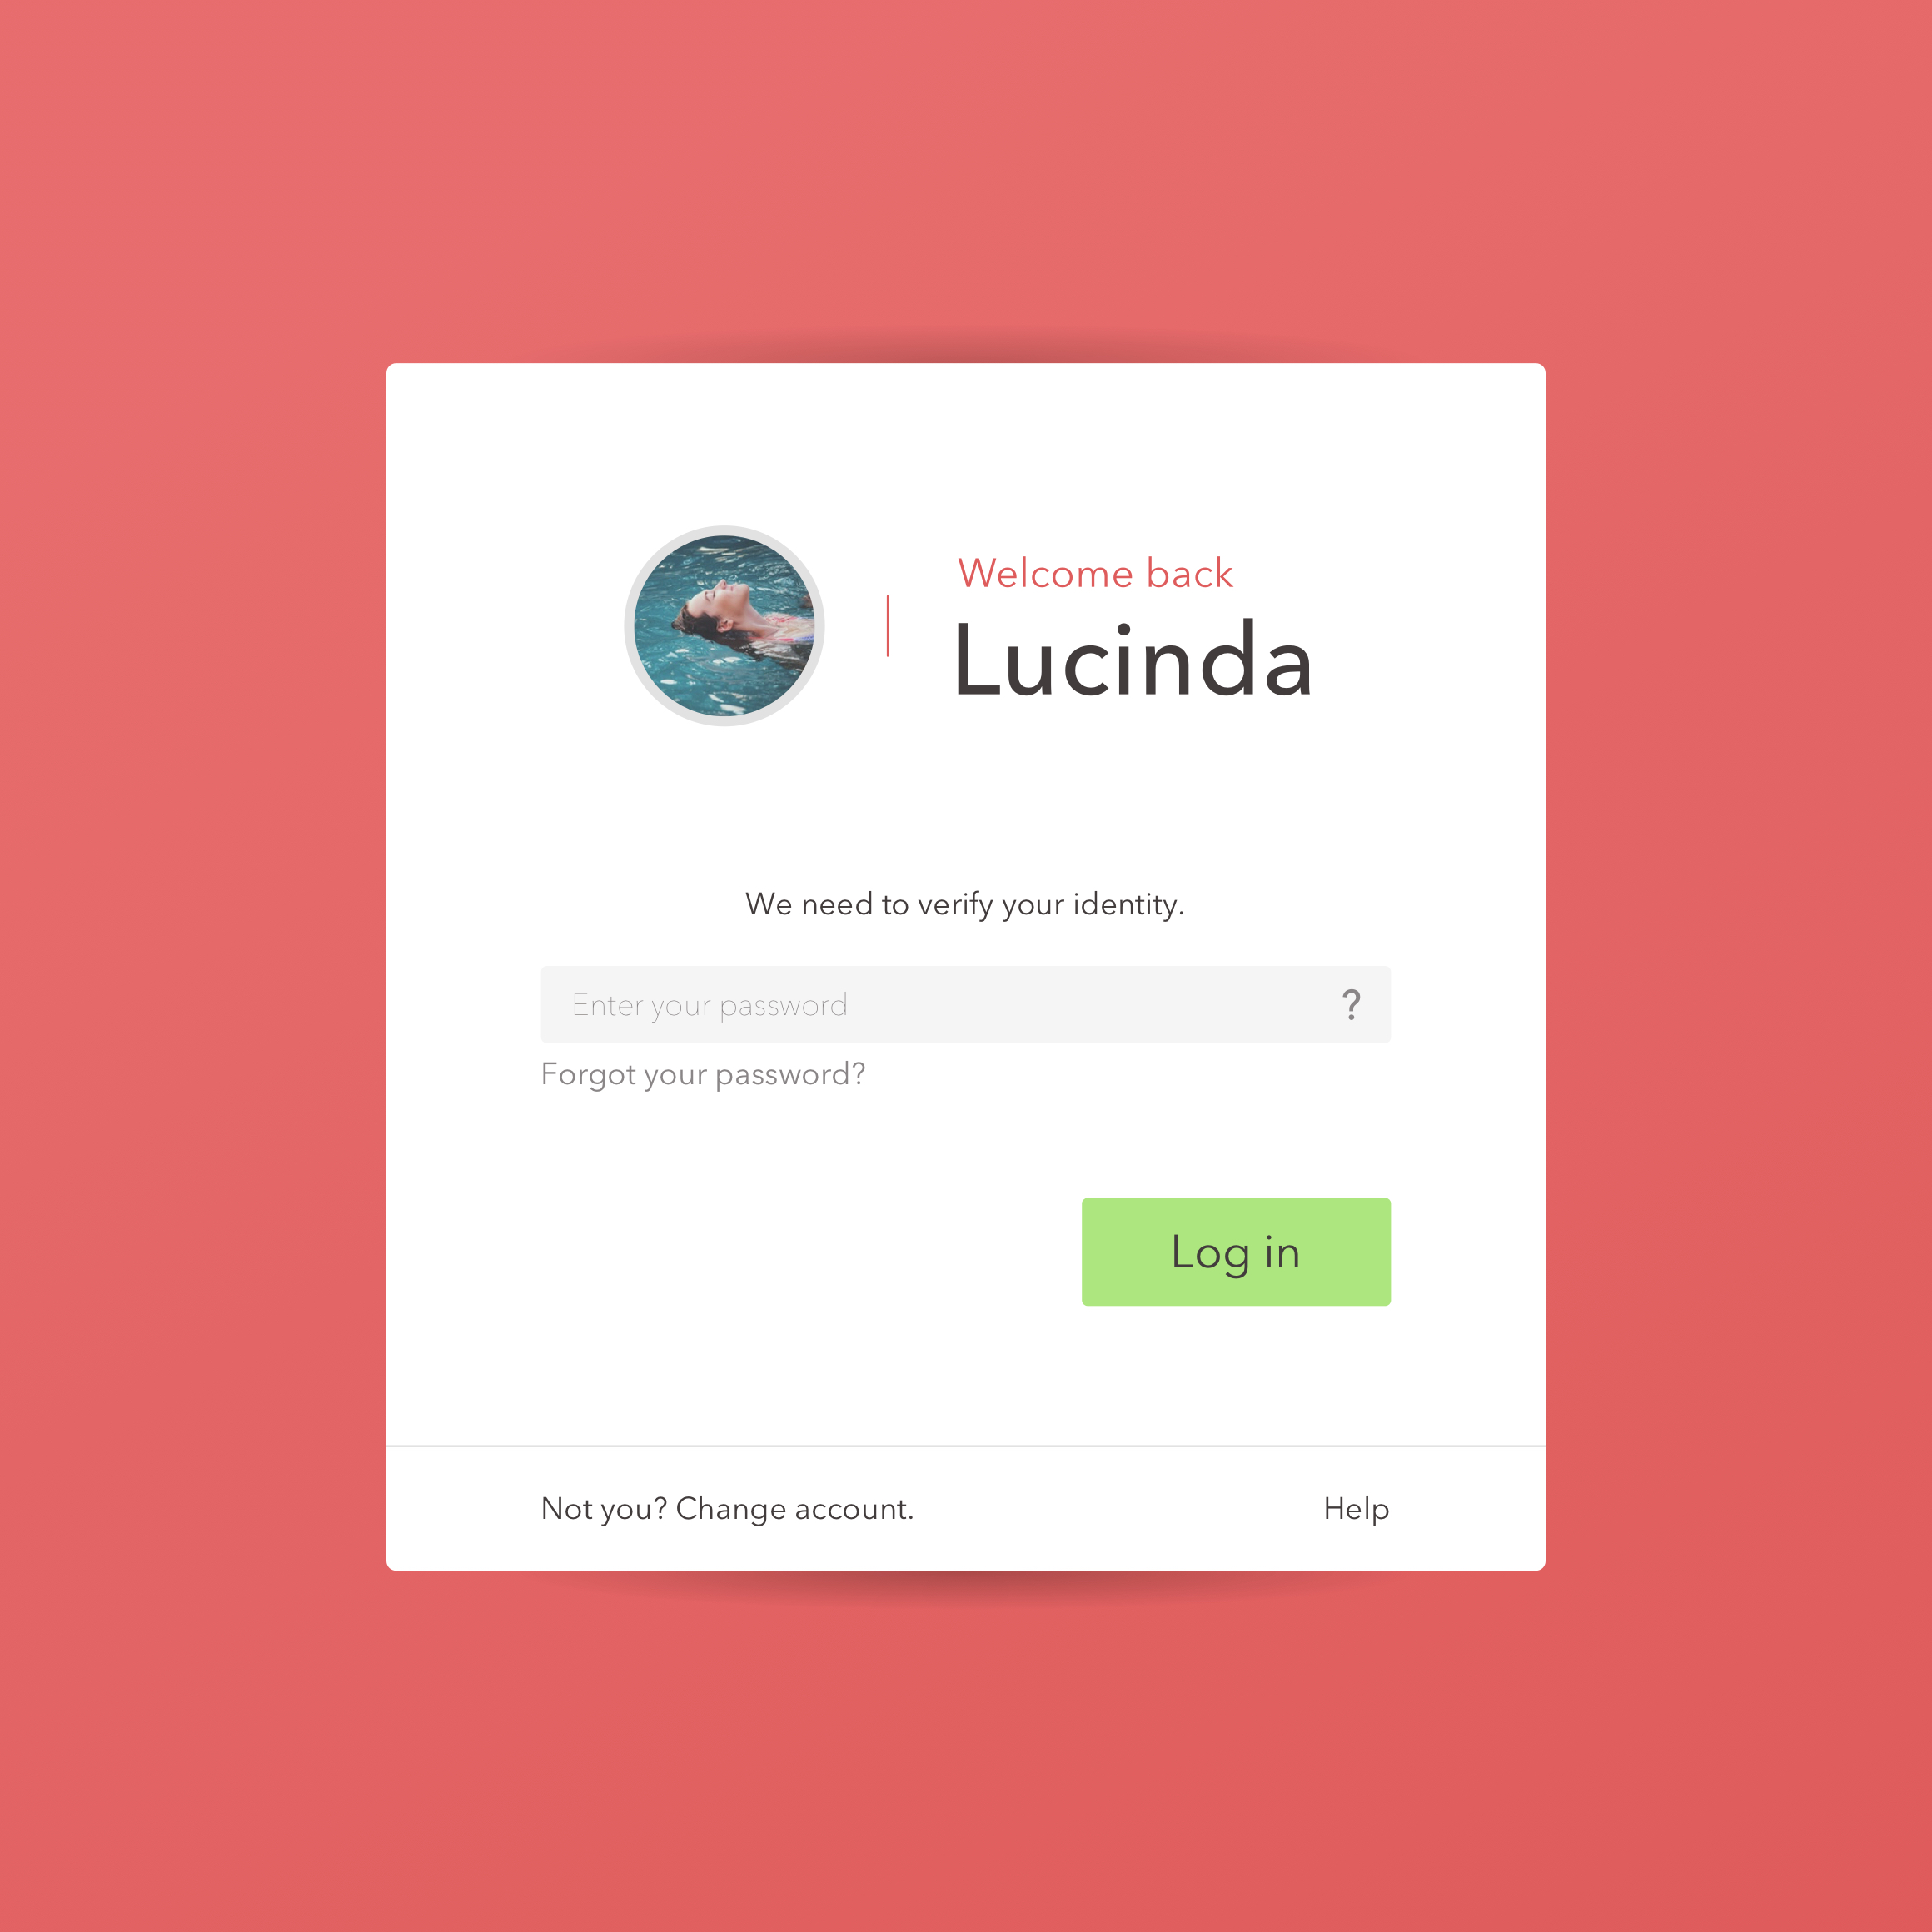 Welcome back
Lucinda
We need to verify your identity.
Enter your password ?
Forgot your password?
Log in
Not you? Change account. Help